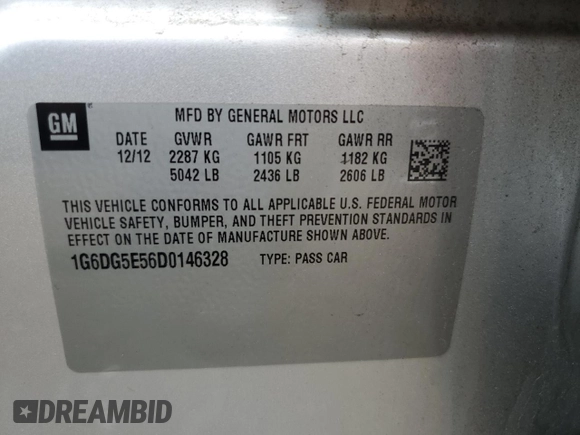 GM
MFD BY GENERAL MOTORS LLC
DATE GVWR GAWR FRT GAWR RR
12/12 2287 KG 1105 KG 1182 KG
5042 LB 2436 LB 2606 LB
THIS VEHICLE CONFORMS TO ALL APPLICABLE U.S. FEDERAL MOTOR
VEHICLE SAFETY, BUMPER, AND THEFT PREVENTION STANDARDS IN
EFFECT ON THE DATE OF MANUFACTURE SHOWN ABOVE.
1G6DG5E56D0146328 TYPE: PASS CAR
DREAMBID